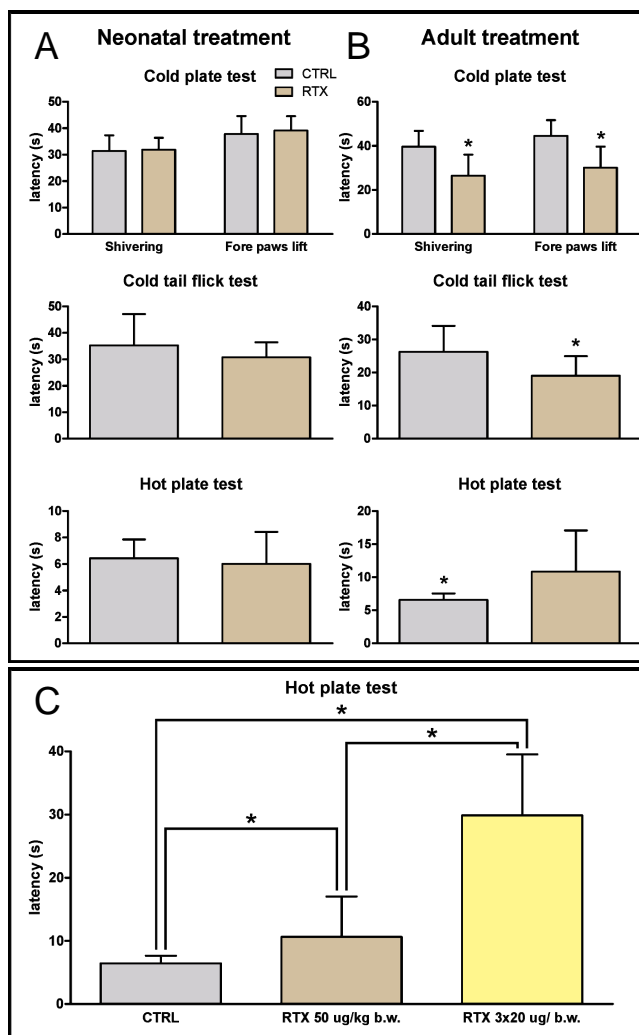 A Neonatal treatment
B Adult treatment
Cold plate test
CTRL
RTX
Cold plate test
latency (s)
50
40
30
20
10
0
Shivering Fore paws lift
latency (s)
60
40
20
0
* *
Shivering Fore paws lift
Cold tail flick test
latency (s)
50
40
30
20
10
0
Cold tail flick test
latency (s)
40
30
20
10
0
*
Hot plate test
latency (s)
8
6
4
2
0
Hot plate test
latency (s)
20
15
10
5
0
*
C
Hot plate test
latency (s)
40
30
20
10
0
*
*
*
CTRL RTX 50 ug/kg b.w. RTX 3x20 ug/ b.w.